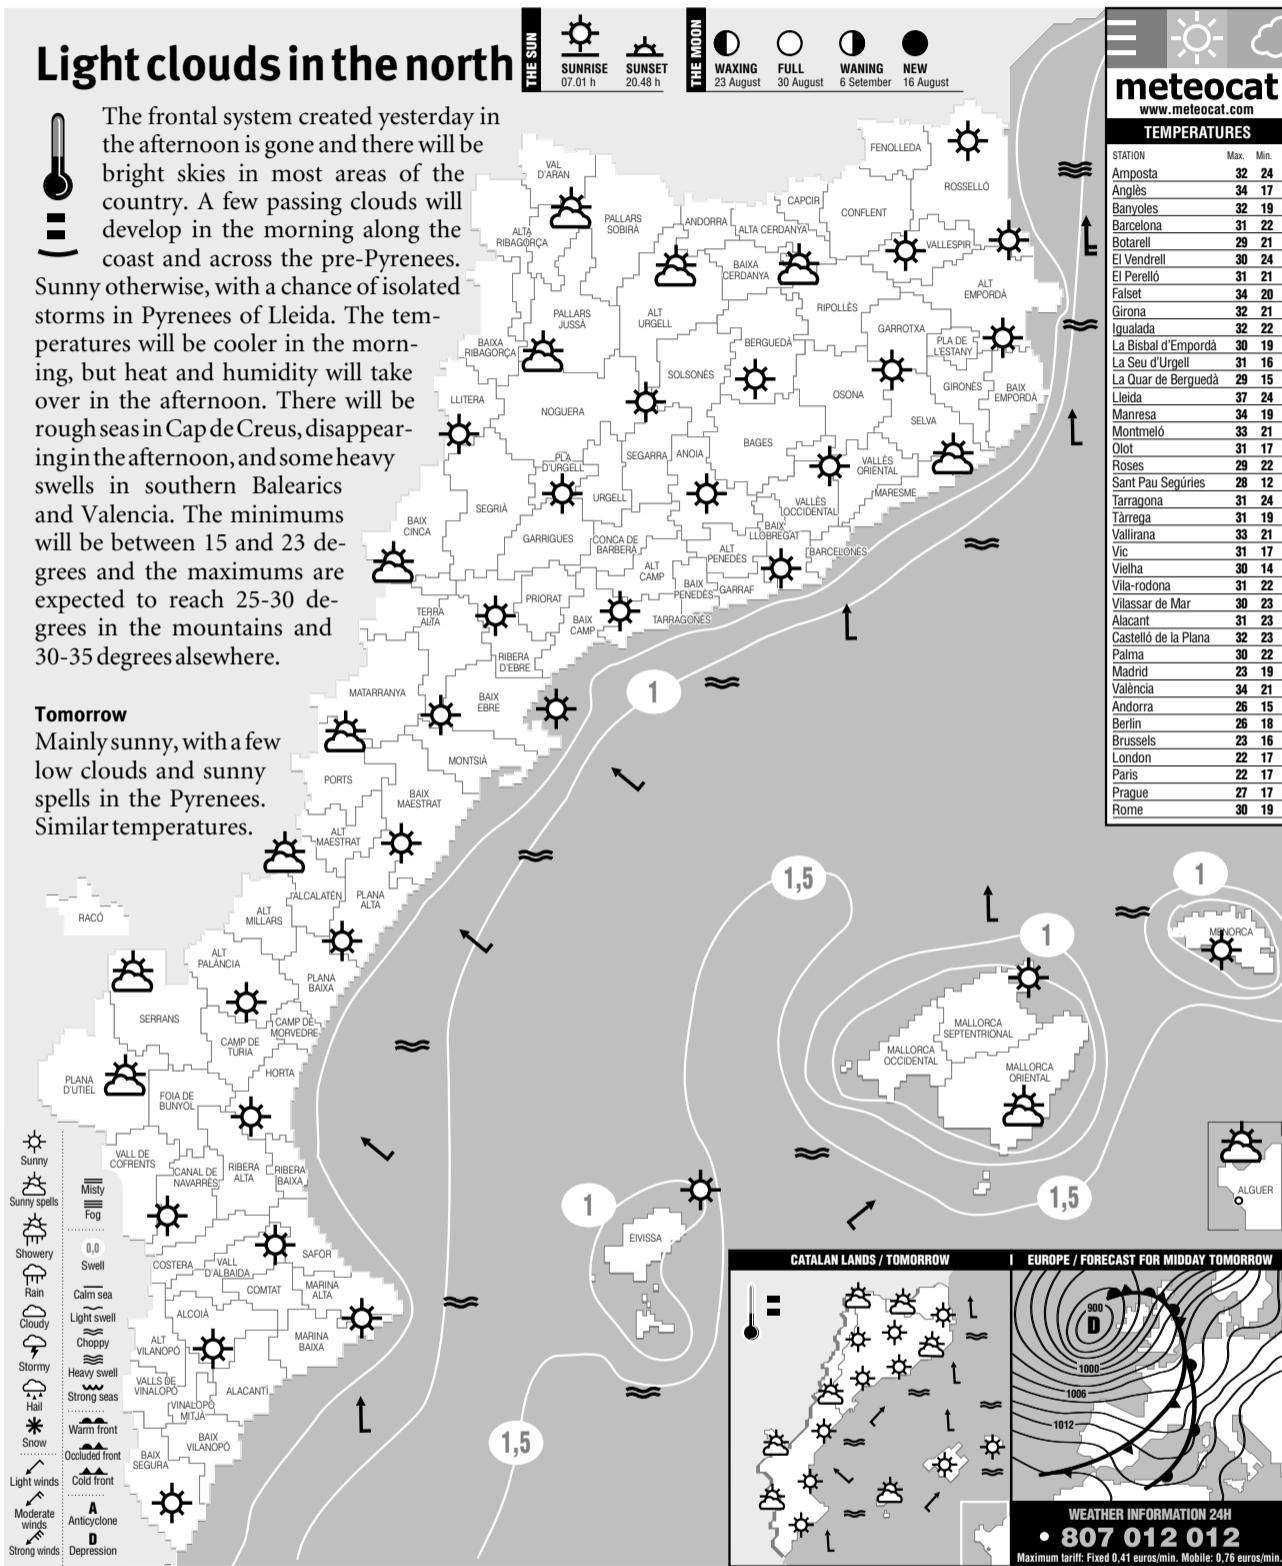 Light clouds in the north
The frontal system created yesterday in
the afternoon is gone and there will be
bright skies in most areas of the
country. A few passing clouds will
develop in the morning along the
coast and across the pre-Pyrenees.
Sunny otherwise, with a chance of isolated
storms in Pyrenees of Lleida. The tem-
peratures will be cooler in the morn-
ing, but heat and humidity will take
over in the afternoon. There will be
rough seas in Cap de Creus, disappear-
ing in the afternoon, and some heavy
swells in southern Balearics
and Valencia. The minimums
will be between 15 and 23 de-
grees and the maximums are
expected to reach 25-30 de-
grees in the mountains and
30-35 degrees alsewhere.
Tomorrow
Mainly sunny, with a few
low clouds and sunny
spells in the Pyrenees.
Similar temperatures.
THE SUN
SUNRISE
07.01 h
SUNSET
20.48 h
THE MOON
WAXING
23 August
FULL
30 August
WANING
6 Setember
NEW
16 August
meteocat
www.meteocat.com
TEMPERATURES
STATION Max. Min.
Amposta 32 24
Anglès 34 17
Banyoles 32 19
Barcelona 31 22
Botarell 29 21
El Vendrell 30 24
El Perelló 31 21
Falset 34 20
Girona 32 21
Igualada 32 22
La Bisbal d'Empordà 30 19
La Seu d'Urgell 31 16
La Quar de Berguedà 29 15
Lleida 37 24
Manresa 34 19
Montmeló 33 21
Olot 31 17
Roses 29 22
Sant Pau Segúries 28 12
Tarragona 31 24
Tàrrega 31 19
Vallirana 33 21
Vic 31 17
Vielha 30 14
Vila-rodona 31 22
Vilassar de Mar 30 23
Alacant 31 23
Castelló de la Plana 32 23
Palma 30 22
Madrid 23 19
València 34 21
Andorra 26 15
Berlin 26 18
Brussels 23 16
London 22 17
Paris 22 17
Prague 27 17
Rome 30 19
FENOLLEDA
ROSSELLÓ
VAL
D'ARAN
ALTA
RIBAGORÇA
PALLARS
SOBIRÀ
ANDORRA
CAPCIR
ALTA CERDANYA
CONFLENT
VALLESPIR
BAIXA
CERDANYA
ALT
EMPORDÀ
PALLARS
JUSSÀ
ALT
URGELL
RIPOLLÈS
GARROTXA
PLA DE
L'ESTANY
BAIXA
RIBAGORÇA
BERGUEDÀ
SOLSONÈS
OSONA
GIRONÈS
BAIX
EMPORDÀ
LLITERA
NOGUERA
SELVA
BAGES
PLA
D'URGELL
SEGARRA
ANOIA
VALLÈS
ORIENTAL
URGELL
SEGRIÀ
VALLÈS
OCCIDENTAL
MARESME
BAIX
CINCA
GARRIGUES
CONCA DE
BARBERÀ
BAIX
LLOBREGAT
ALT
PENEDÈS
BARCELONÈS
ALT
CAMP
BAIX
PENEDÈS
GARRAF
PRIORAT
TERRA
ALTA
BAIX
CAMP
TARRAGONÈS
RIBERA
D'EBRE
MATARRANYA
BAIX
EBRE
1
MONTSIÀ
PORTS
BAIX
MAESTRAT
ALT
MAESTRAT
1,5
1
RACÓ
ALCALATÉN
PLANA
ALTA
ALT
MILLARS
1
MENORCA
ALT
PALÀNCIA
PLANA
BAIXA
SERRANS
CAMP DE
MORVEDRE
CAMP DE
TÚRIA
HORTA
MALLORCA
SEPTENTRIONAL
MALLORCA
OCCIDENTAL
MALLORCA
ORIENTAL
PLANA
D'UTIEL
FOIA DE
BUNYOL
VALL DE
COFRENTS
CANAL DE
NAVARRÈS
RIBERA
ALTA
RIBERA
BAIXA
1
EIVISSA
1,5
ALGUER
COSTERA
VALL
D'ALBAIDA
SAFOR
COMTAT
MARINA
ALTA
ALCOIÀ
MARINA
BAIXA
ALT
VILANOPÓ
VALLS DE
VINALOPÓ
ALACANTÍ
VINALOPÓ
MITJÀ
BAIX
VILANOPÓ
BAIX
SEGURA
1,5
Sunny
Sunny spells
Showery
Rain
Cloudy
Stormy
Hail
Snow
Light winds
Moderate
winds
Strong winds
Misty
Fog
0,0
Swell
Calm sea
Light swell
Choppy
Heavy swell
Strong seas
Warm front
Occluded front
Cold front
A
Anticyclone
D
Depression
CATALAN LANDS / TOMORROW
EUROPE / FORECAST FOR MIDDAY TOMORROW
900
D
1000
1006
1012
WEATHER INFORMATION 24H
• 807 012 012
Maximum tariff: Fixed 0,41 euros/min. Mobile: 0,76 euros/min